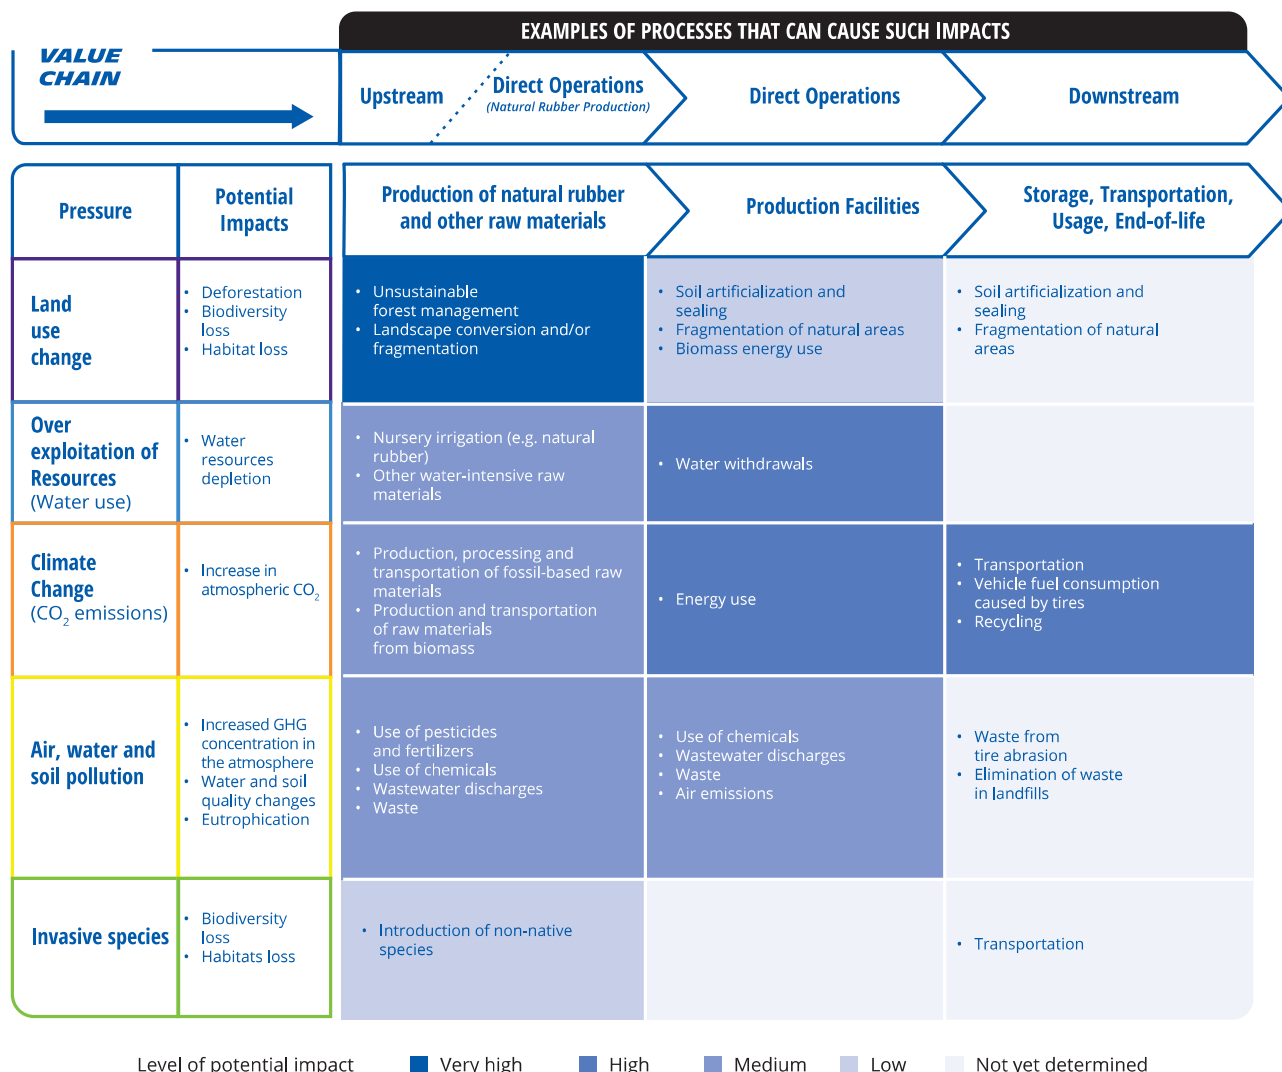 EXAMPLES OF PROCESSES THAT CAN CAUSE SUCH IMPACTS
VALUE
CHAIN
Upstream
Direct Operations
(Natural Rubber Production)
Direct Operations
Downstream
Pressure
Potential
Impacts
Production of natural rubber
and other raw materials
Production Facilities
Storage, Transportation,
Usage, End-of-life
Land
use
change
• Deforestation
• Biodiversity
loss
• Habitat loss
• Unsustainable
forest management
• Landscape conversion and/or
fragmentation
• Soil artificialization and
sealing
• Fragmentation of natural areas
• Biomass energy use
• Soil artificialization and
sealing
• Fragmentation of natural
areas
Over
exploitation of
Resources
(Water use)
• Water
resources
depletion
• Nursery irrigation (e.g. natural
rubber)
• Other water-intensive raw
materials
• Water withdrawals
Climate
Change
(CO₂ emissions)
• Increase in
atmospheric CO₂
• Production, processing and
transportation of fossil-based raw
materials
• Production and transportation
of raw materials
from biomass
• Energy use
• Transportation
• Vehicle fuel consumption
caused by tires
• Recycling
Air, water and
soil pollution
• Increased GHG
concentration in
the atmosphere
• Water and soil
quality changes
• Eutrophication
• Use of pesticides
and fertilizers
• Use of chemicals
• Wastewater discharges
• Waste
• Use of chemicals
• Wastewater discharges
• Waste
• Air emissions
• Waste from
tire abrasion
• Elimination of waste
in landfills
Invasive species
• Biodiversity
loss
• Habitats loss
• Introduction of non-native
species
• Transportation
Level of potential impact
Very high
High
Medium
Low
Not yet determined